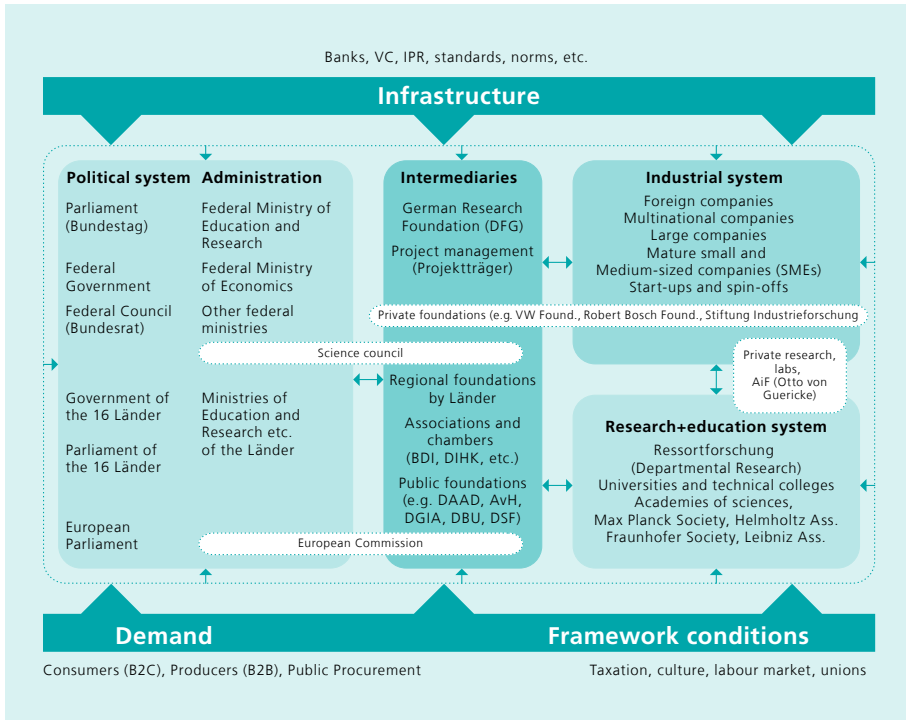 Banks, VC, IPR, standards, norms, etc.
Infrastructure
Political system
Parliament
(Bundestag)
Federal
Government
Federal Council
(Bundesrat)
Government of
the 16 Länder
Parliament of
the 16 Länder
European
Parliament
Administration
Federal Ministry of
Education and
Research
Federal Ministry
of Economics
Other federal
ministries
Science council
Ministries of
Education and
Research etc.
of the Länder
European Commission
Intermediaries
German Research
Foundation (DFG)
Project management
(Projektträger)
Private foundations (e.g. VW Found., Robert Bosch Found., Stiftung Industrieforschung
Regional foundations
by Länder
Associations and
chambers
(BDI, DIHK, etc.)
Public foundations
(e.g. DAAD, AvH,
DGIA, DBU, DSF)
Industrial system
Foreign companies
Multinational companies
Large companies
Mature small and
Medium-sized companies (SMEs)
Start-ups and spin-offs
Private research,
labs,
AiF (Otto von
Guericke)
Research+education system
Ressortforschung
(Departmental Research)
Universities and technical colleges
Academies of sciences,
Max Planck Society, Helmholtz Ass.
Fraunhofer Society, Leibniz Ass.
Demand
Consumers (B2C), Producers (B2B), Public Procurement
Framework conditions
Taxation, culture, labour market, unions